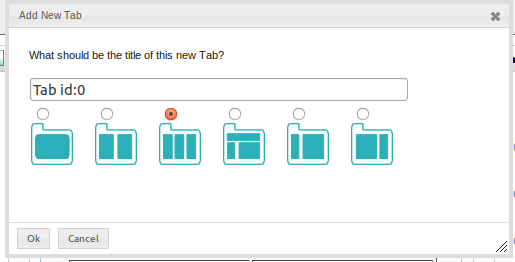 Add New Tab
What should be the title of this new Tab?
Tab id:0
Ok
Cancel